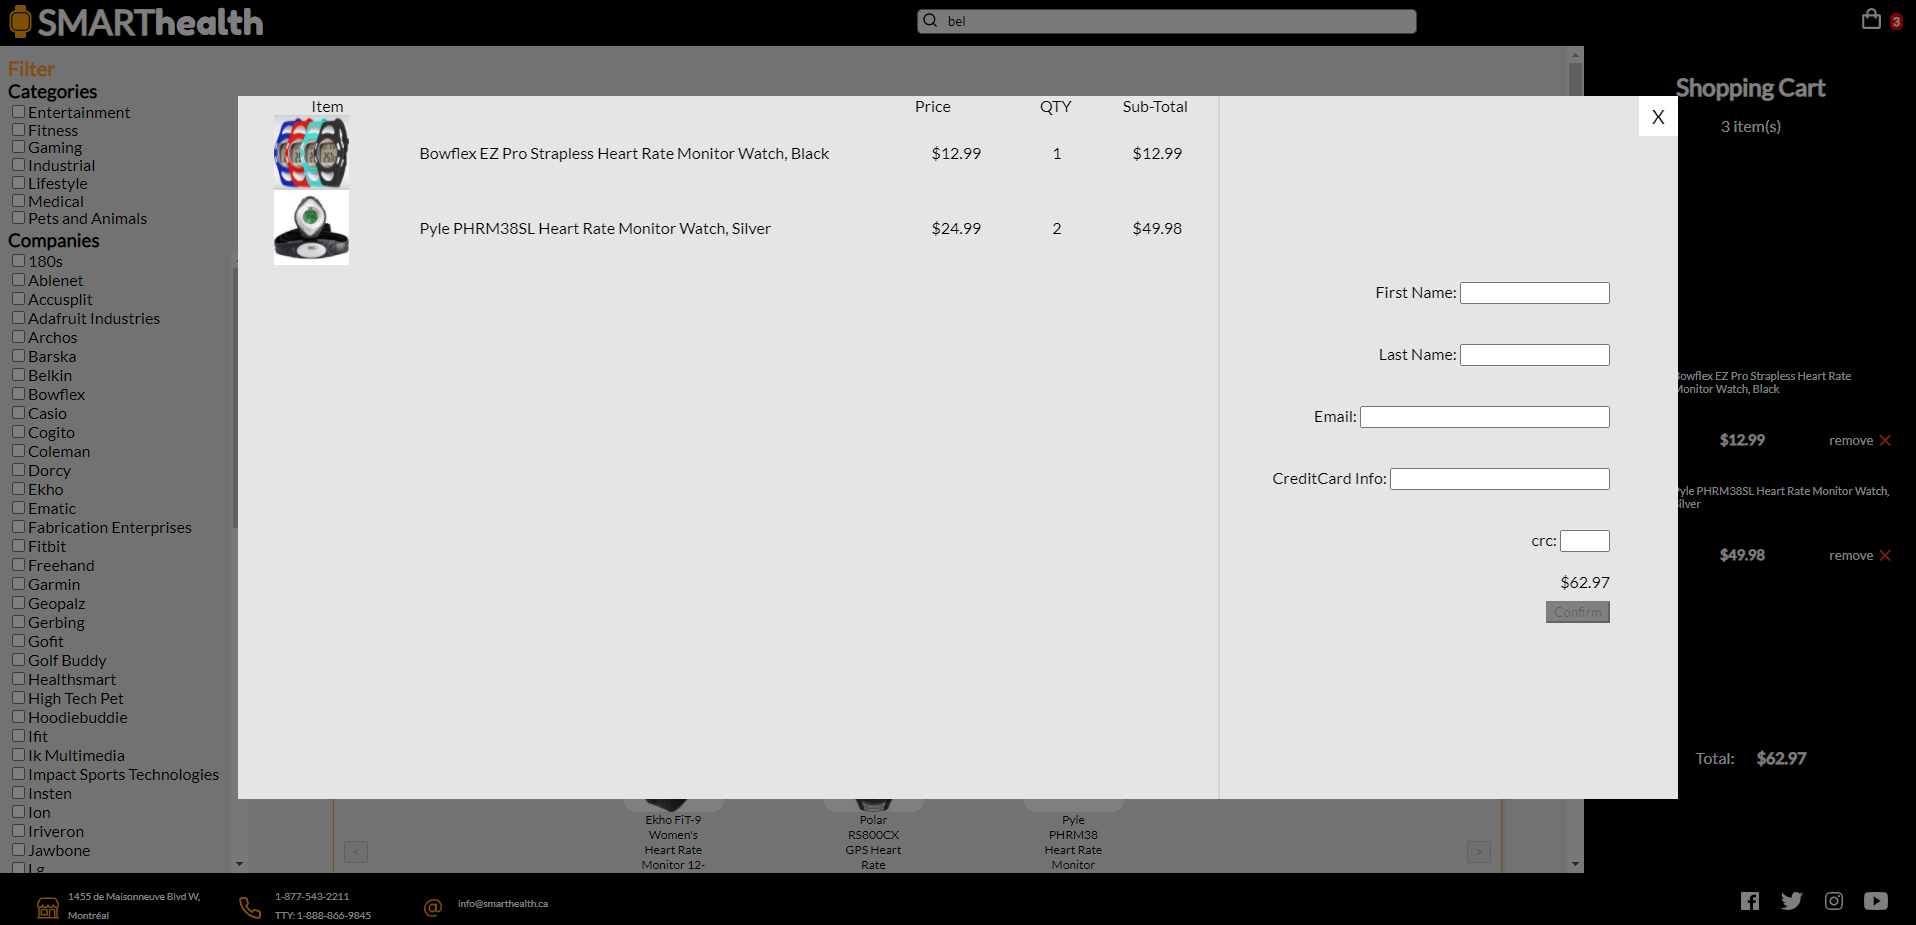 SMARThealth
bel
3
Filter
Categories
Entertainment
Fitness
Gaming
Industrial
Lifestyle
Medical
Pets and Animals
Companies
180s
Ablenet
Accusplit
Adafruit Industries
Archos
Barska
Belkin
Bowflex
Casio
Cogito
Coleman
Dorcy
Ekho
Ematic
Fabrication Enterprises
Fitbit
Freehand
Garmin
Geopalz
Gerbing
Gofit
Golf Buddy
Healthsmart
High Tech Pet
Hoodiebuddie
Ifit
Ik Multimedia
Impact Sports Technologies
Insten
Ion
Iriveron
Jawbone
Lg
Item Price QTY Sub-Total
Bowflex EZ Pro Strapless Heart Rate Monitor Watch, Black $12.99 1 $12.99
Pyle PHRM38SL Heart Rate Monitor Watch, Silver $24.99 2 $49.98
X
First Name:
Last Name:
Email:
CreditCard Info:
crc:
$62.97
Confirm
Shopping Cart
3 item(s)
Bowflex EZ Pro Strapless Heart Rate
Monitor Watch, Black
$12.99 remove
Pyle PHRM38SL Heart Rate Monitor Watch,
Silver
$49.98 remove
Total: $62.97
Ekho FiT-9
Women's
Heart Rate
Monitor 12-
Polar
RS800CX
GPS Heart
Rate
Pyle
PHRM38
Heart Rate
Monitor
<
>
1455 de Maisonneuve Blvd W,
Montréal
1-877-543-2211
TTY: 1-888-866-9845
info@smarthealth.ca